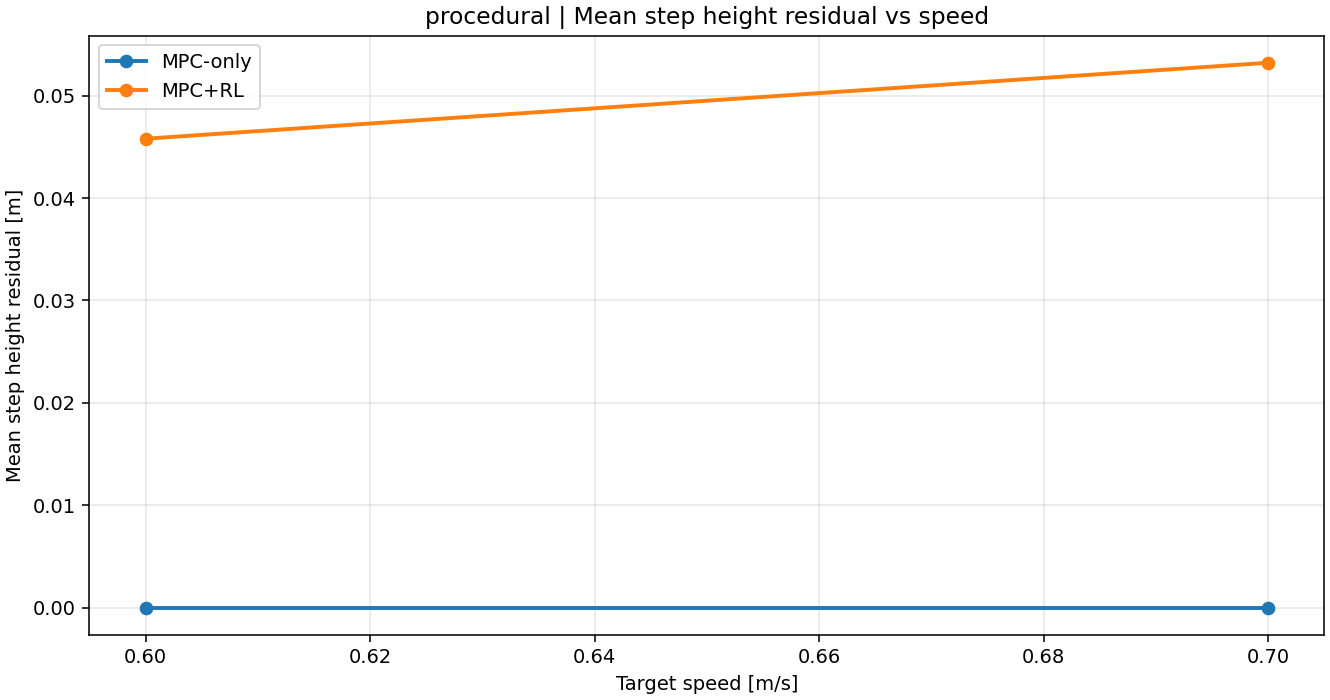 procedural | Mean step height residual vs speed
MPC-only
MPC+RL
Mean step height residual [m]
0.05
0.04
0.03
0.02
0.01
0.00
0.60 0.62 0.64 0.66 0.68 0.70
Target speed [m/s]